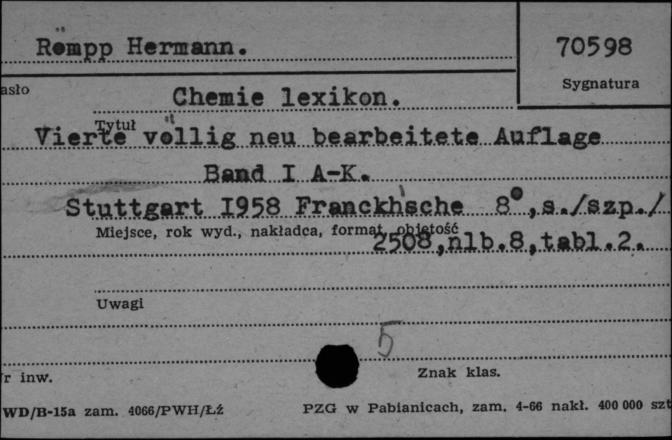 Römpp Hermann.
70598
asło
Sygnatura
Chemie lexikon.
Tytuł
Vierte völlig neu bearbeitete Auflage
Band I A-K.
Stuttgart 1958 Franckhsche 8°,s./szp./
Miejsce, rok wyd., nakładca, format, objętość
2508,nlb.8,tabl.2.
Uwagi
5
r inw.
Znak klas.
WD/B-15a zam. 4066/PWH/Łź
PZG w Pabianicach, zam. 4-66 nakł. 400 000 szt